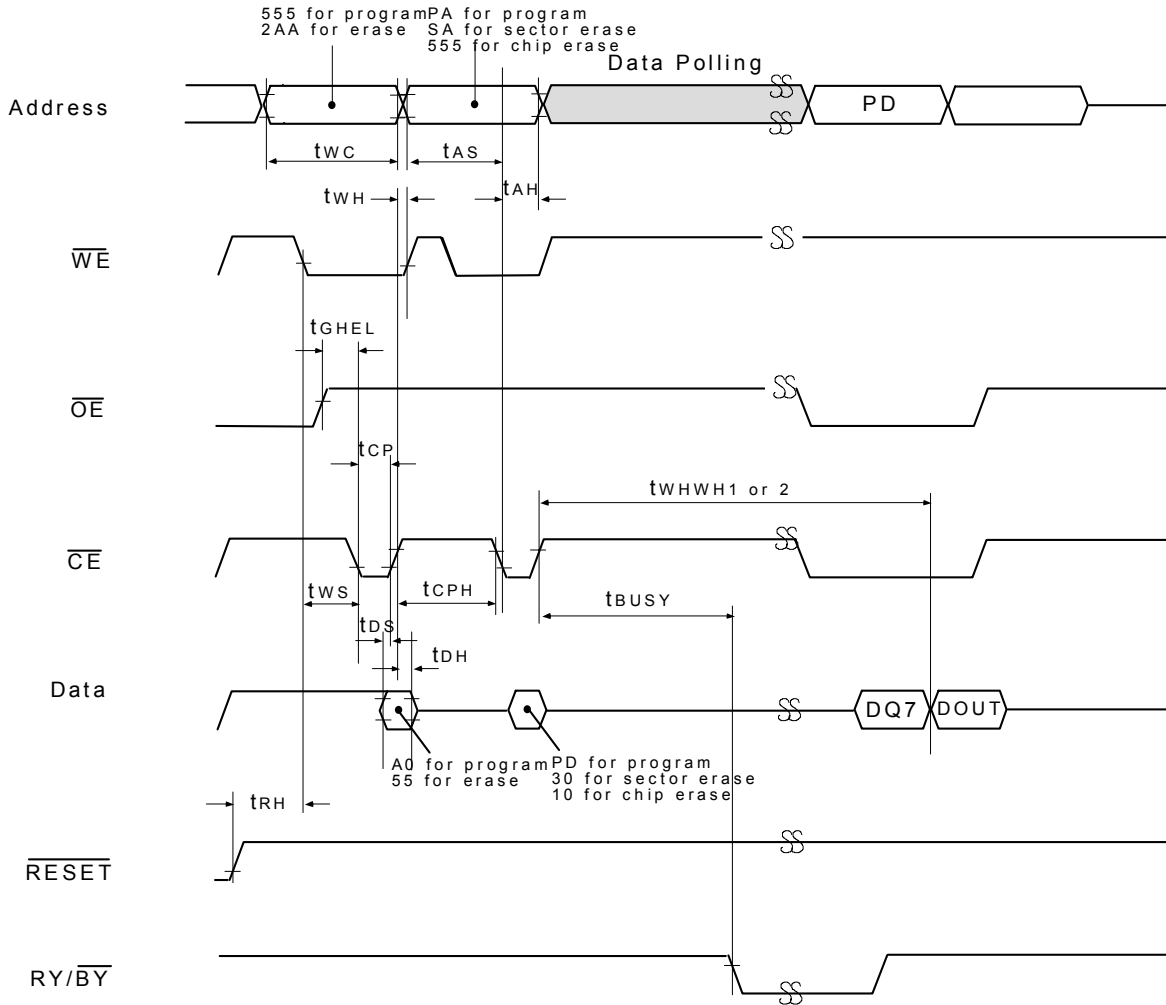 555 for program PA for program
2AA for erase SA for sector erase
555 for chip erase
Data Polling
Address
PD
tWC
tAS
tAH
tWH
WE
tGHEL
OE
tCP
tWHWH1 or 2
CE
tWS
tCPH
tBUSY
tDS
tDH
Data
DQ7
DOUT
A0 for program
55 for erase
PD for program
30 for sector erase
10 for chip erase
tRH
RESET
RY/BY